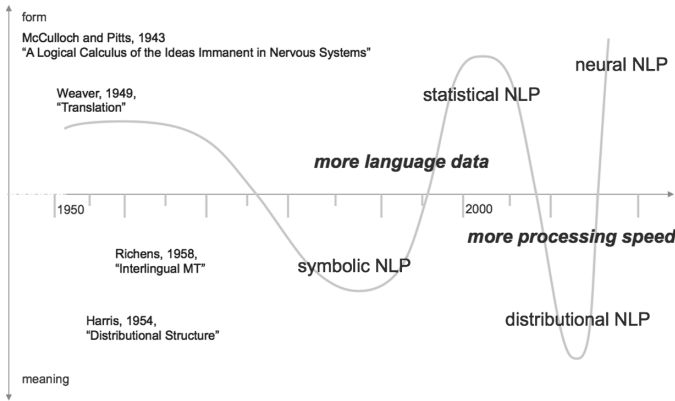 form
McCulloch and Pitts, 1943
“A Logical Calculus of the Ideas Immanent in Nervous Systems”
neural NLP
Weaver, 1949,
“Translation”
statistical NLP
more language data
1950
2000
more processing speed
Richens, 1958,
“Interlingual MT”
symbolic NLP
Harris, 1954,
“Distributional Structure”
distributional NLP
meaning